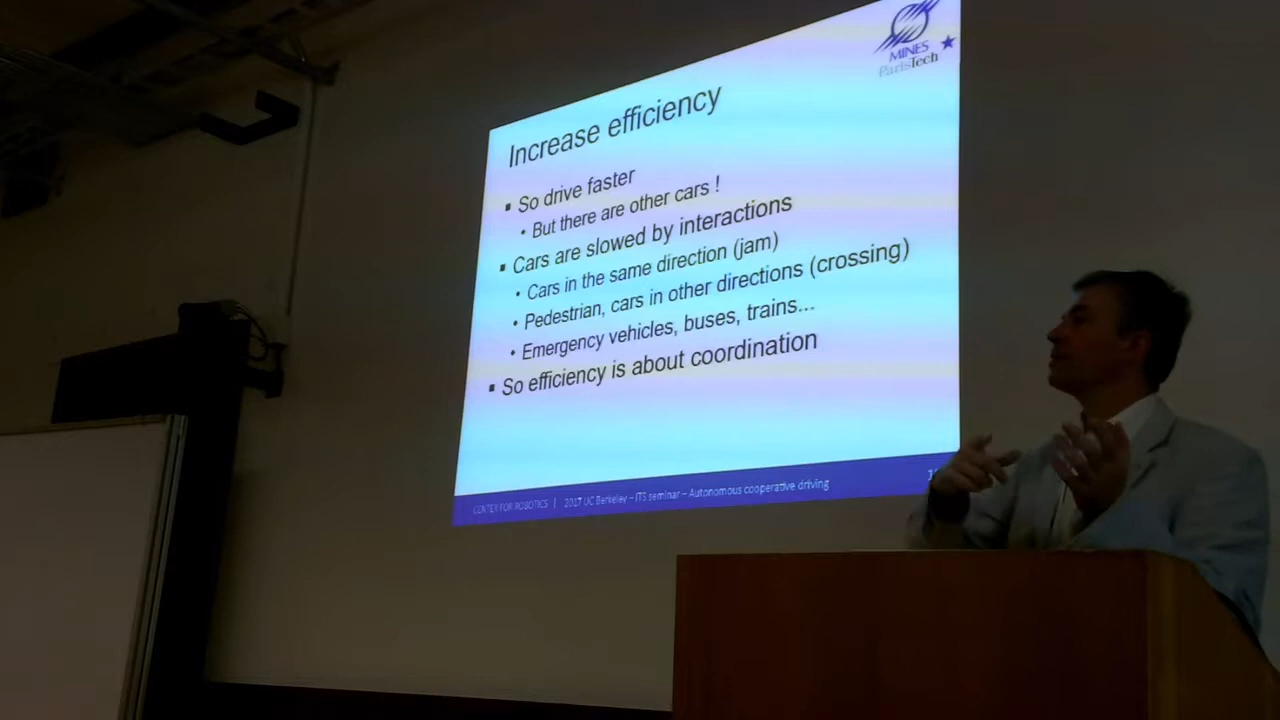 MINES
ParisTech
Increase efficiency
▪ So drive faster
• But there are other cars !
▪ Cars are slowed by interactions
• Cars in the same direction (jam)
• Pedestrian, cars in other directions (crossing)
• Emergency vehicles, buses, trains...
▪ So efficiency is about coordination
CENTER FOR ROBOTICS | 2017 UC Berkeley – ITS seminar – Autonomous cooperative driving